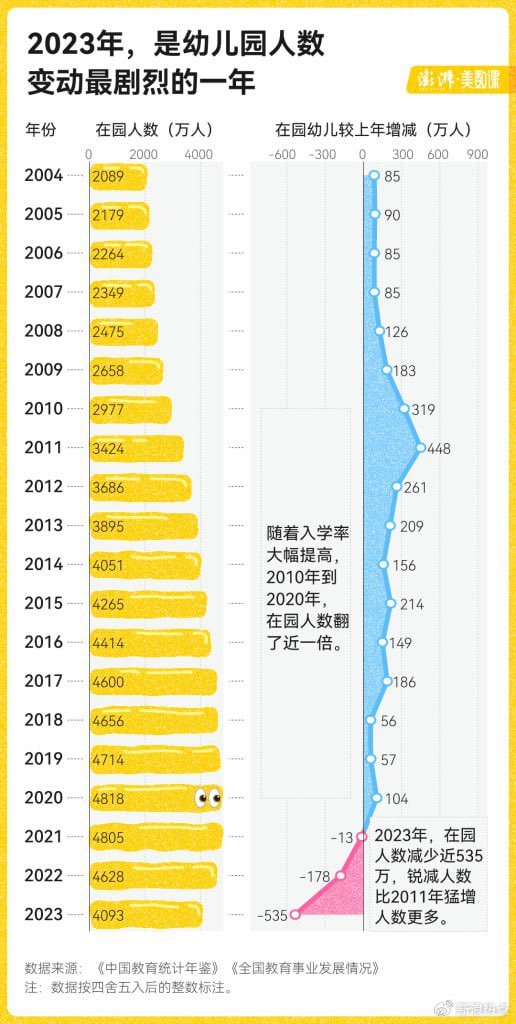 2023年，是幼儿园人数
变动最剧烈的一年
澎湃·美数课
年份 在园人数（万人） 在园幼儿较上年增减（万人）
0 2000 4000 -600 -300 0 300 600 900
2004 2089 85
2005 2179 90
2006 2264 85
2007 2349 85
2008 2475 126
2009 2658 183
2010 2977 319
2011 3424 448
2012 3686 261
2013 3895 209
2014 4051 156
2015 4265 214
2016 4414 149
2017 4600 186
2018 4656 56
2019 4714 57
2020 4818 104
2021 4805 -13
2022 4628 -178
2023 4093 -535
随着入学率
大幅提高，
2010年到
2020年，
在园人数翻
了近一倍。
2023年，在园
人数减少近535
万，锐减人数
比2011年猛增
人数更多。
数据来源：《中国教育统计年鉴》《全国教育事业发展情况》
注：数据按四舍五入后的整数标注。